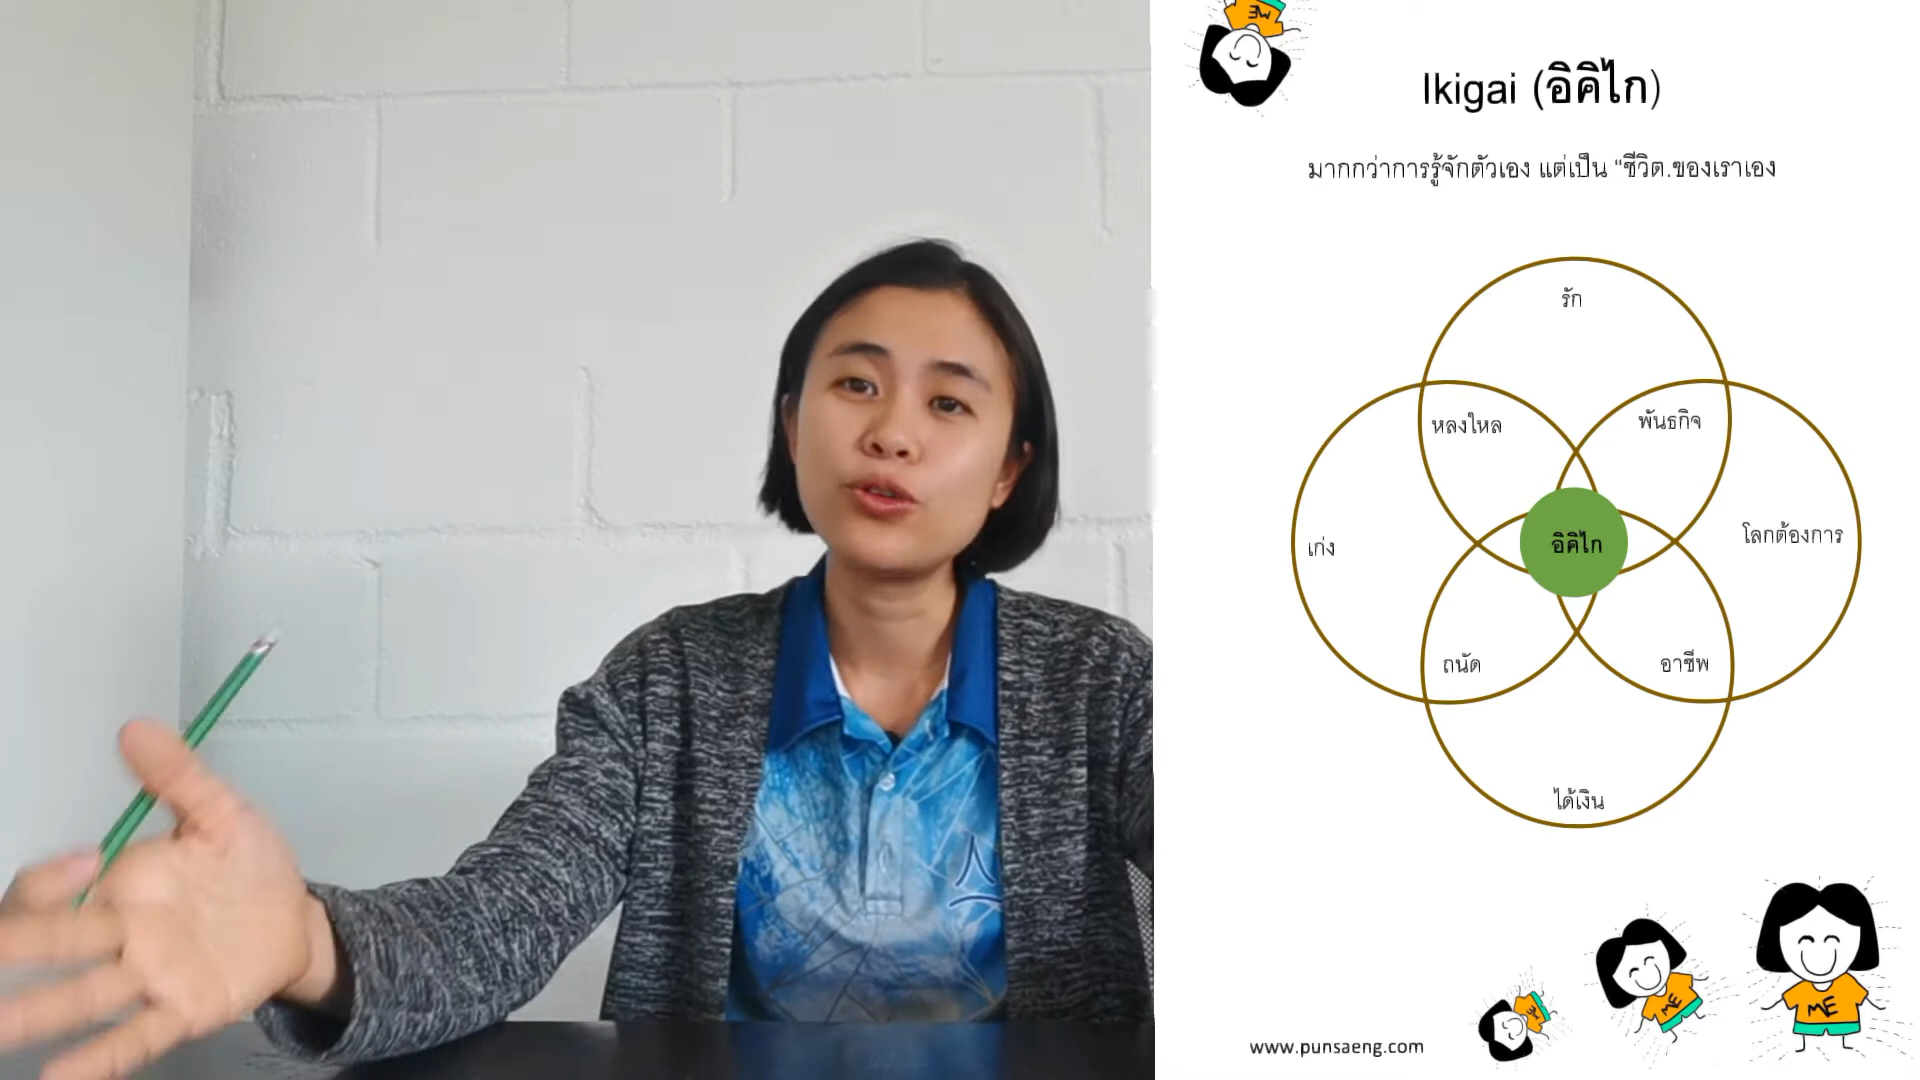 Ikigai (อิคิไก)
มากกว่าการรู้จักตัวเอง แต่เป็น “ชีวิต.ของเราเอง
รัก
หลงใหล
พันธกิจ
เก่ง
อิคิไก
โลกต้องการ
ถนัด
อาชีพ
ได้เงิน
ME
ME
ME
ME
www.punsaeng.com